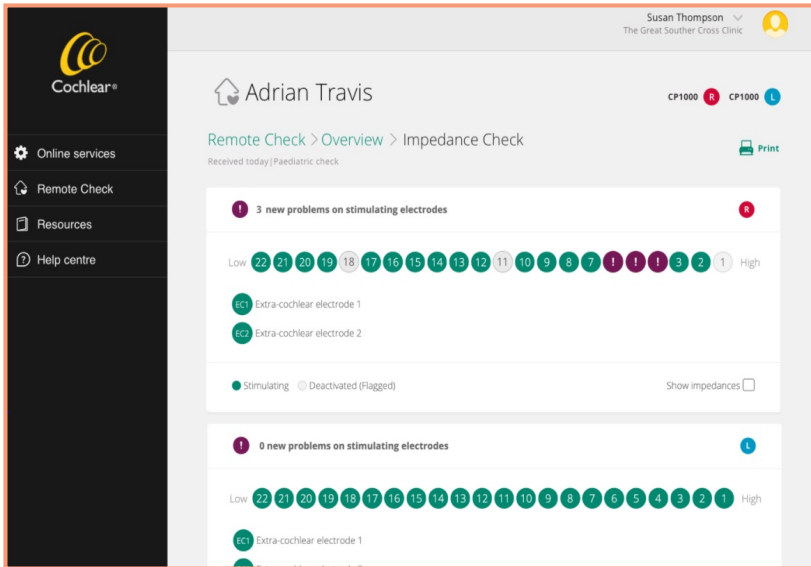 Susan Thompson
The Great Souther Cross Clinic
Cochlear®
Adrian Travis
CP1000 R CP1000 L
Online services
Remote Check
Resources
Help centre
Remote Check > Overview > Impedance Check
Print
Received today|Paediatric check
! 3 new problems on stimulating electrodes R
Low 22 21 20 19 18 17 16 15 14 13 12 11 10 9 8 7 ! ! ! 3 2 1 High
EC1 Extra-cochlear electrode 1
EC2 Extra-cochlear electrode 2
Stimulating Deactivated (Flagged) Show impedances
! 0 new problems on stimulating electrodes L
Low 22 21 20 19 18 17 16 15 14 13 12 11 10 9 8 7 6 5 4 3 2 1 High
EC1 Extra-cochlear electrode 1